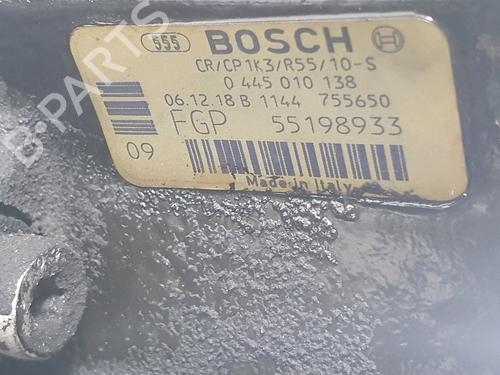 555 BOSCH
CR/CP1K3/R55/10-S
0 445 010 138
06.12.18 B 1144 755650
FGP 55198933
09
Made in Italy
B-PARTS